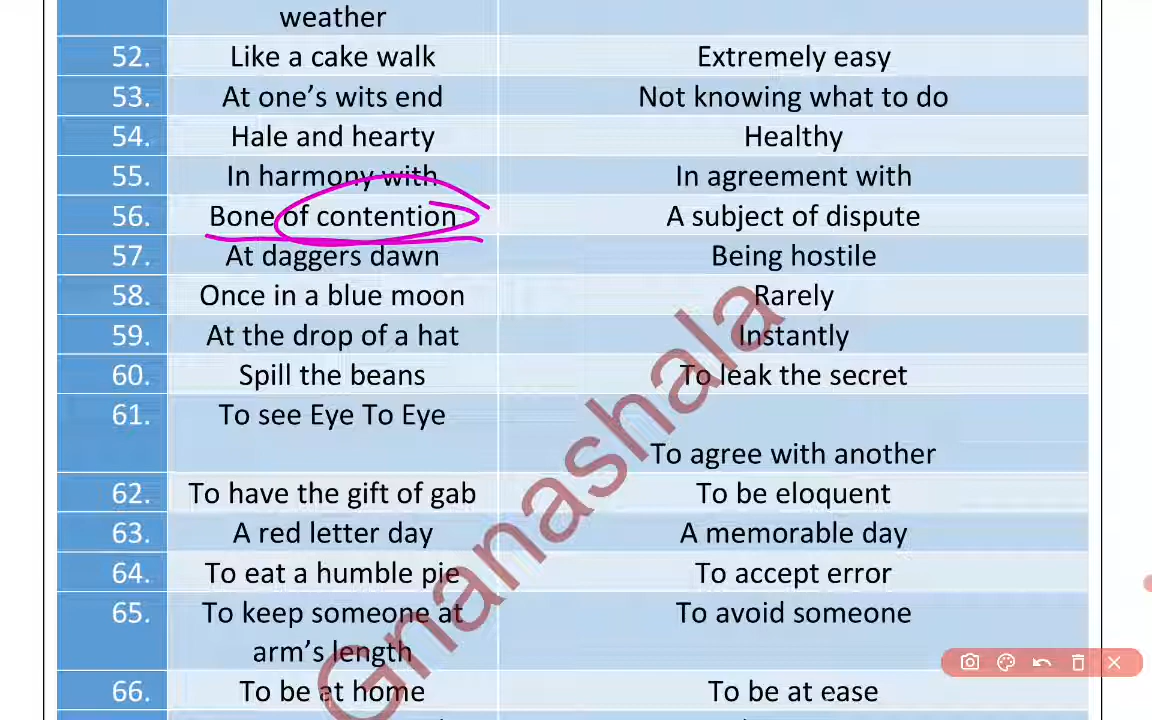 weather
52. Like a cake walk Extremely easy
53. At one's wits end Not knowing what to do
54. Hale and hearty Healthy
55. In harmony with In agreement with
56. Bone of contention A subject of dispute
57. At daggers dawn Being hostile
58. Once in a blue moon Rarely
59. At the drop of a hat Instantly
60. Spill the beans To leak the secret
61. To see Eye To Eye
To agree with another
62. To have the gift of gab To be eloquent
63. A red letter day A memorable day
64. To eat a humble pie To accept error
65. To keep someone at To avoid someone
arm's length
66. To be at home To be at ease
Gnanashala